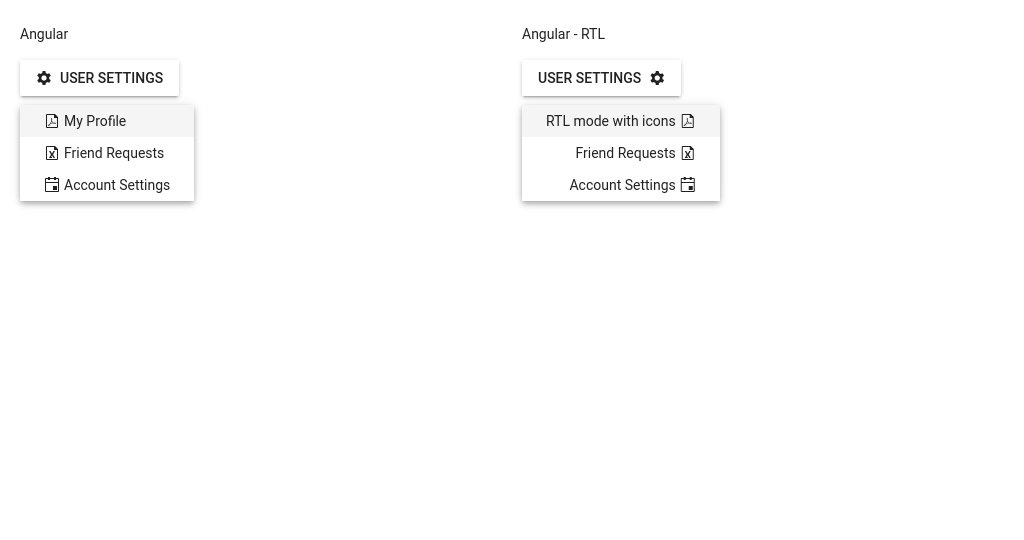 Angular
USER SETTINGS
My Profile
Friend Requests
Account Settings
Angular - RTL
USER SETTINGS
RTL mode with icons
Friend Requests
Account Settings